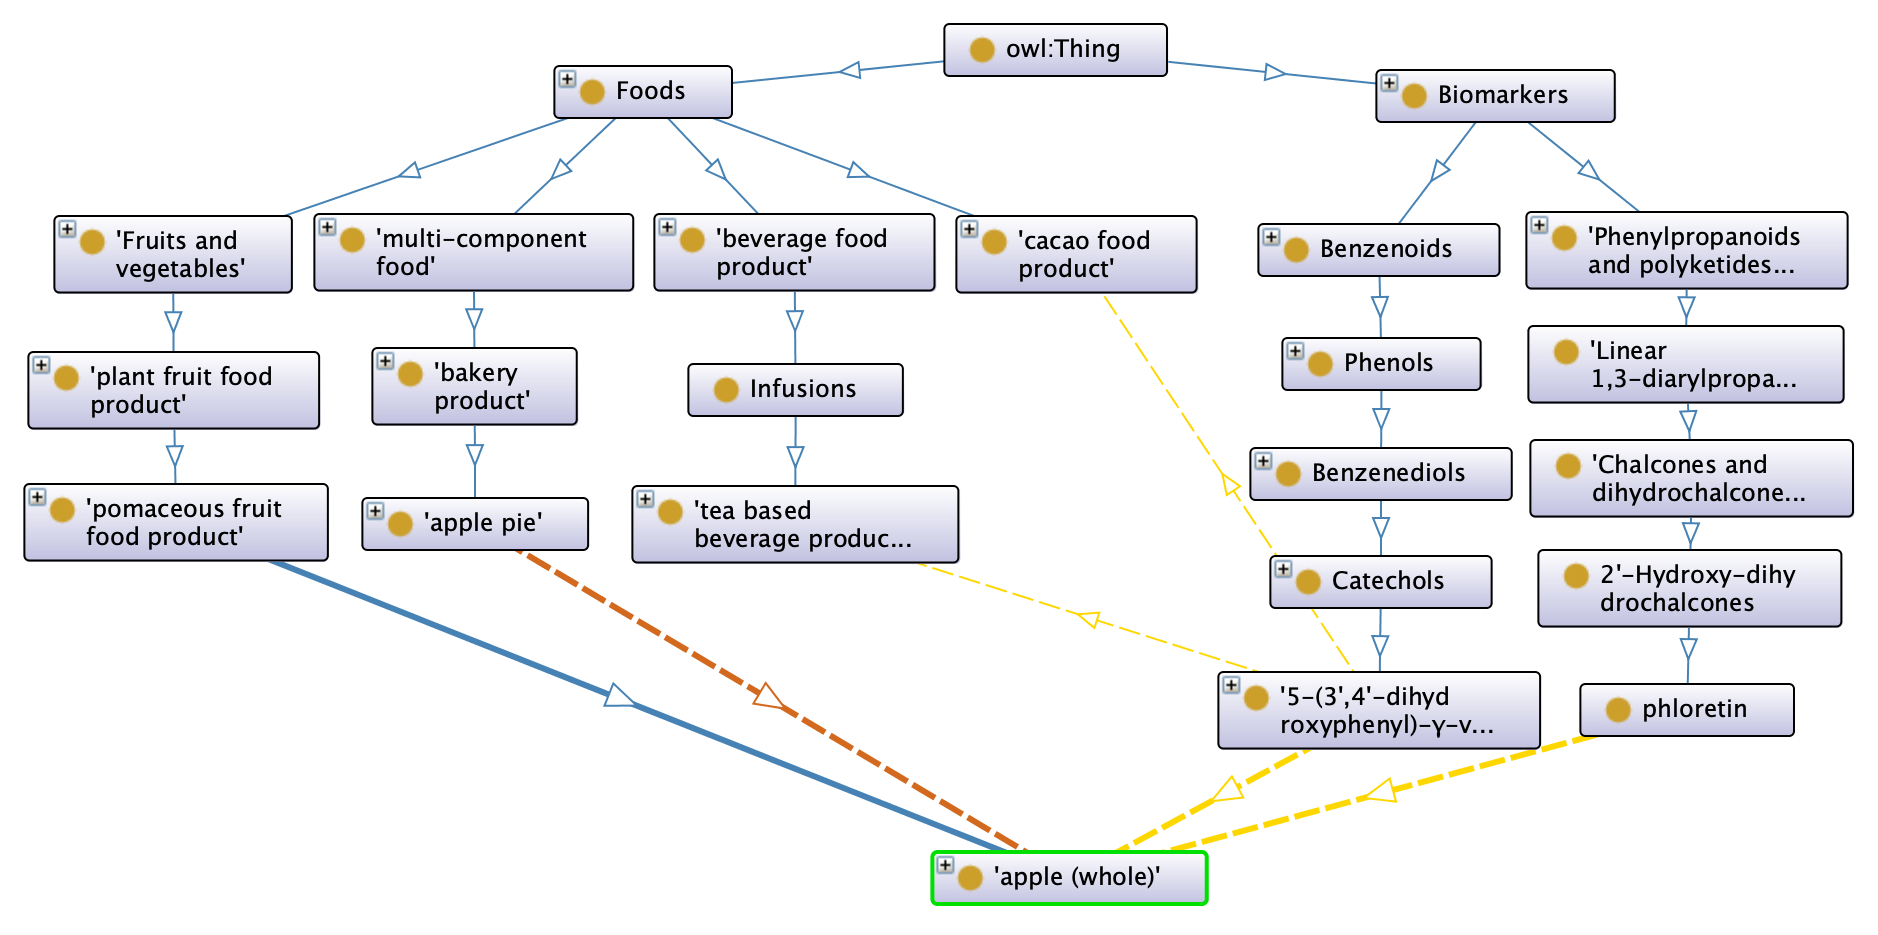 owl:Thing
Foods
Biomarkers
'Fruits and
vegetables'
'multi-component
food'
'beverage food
product'
'cacao food
product'
Benzenoids
'Phenylpropanoids
and polyketides...
'plant fruit food
product'
'bakery
product'
Infusions
Phenols
'Linear
1,3-diarylpropa...
'pomaceous fruit
food product'
'apple pie'
'tea based
beverage produc...
Benzenediols
'Chalcones and
dihydrochalcone...
Catechols
2'-Hydroxy-dihy
drochalcones
'5-(3',4'-dihyd
roxyphenyl)-γ-v...
phloretin
'apple (whole)'